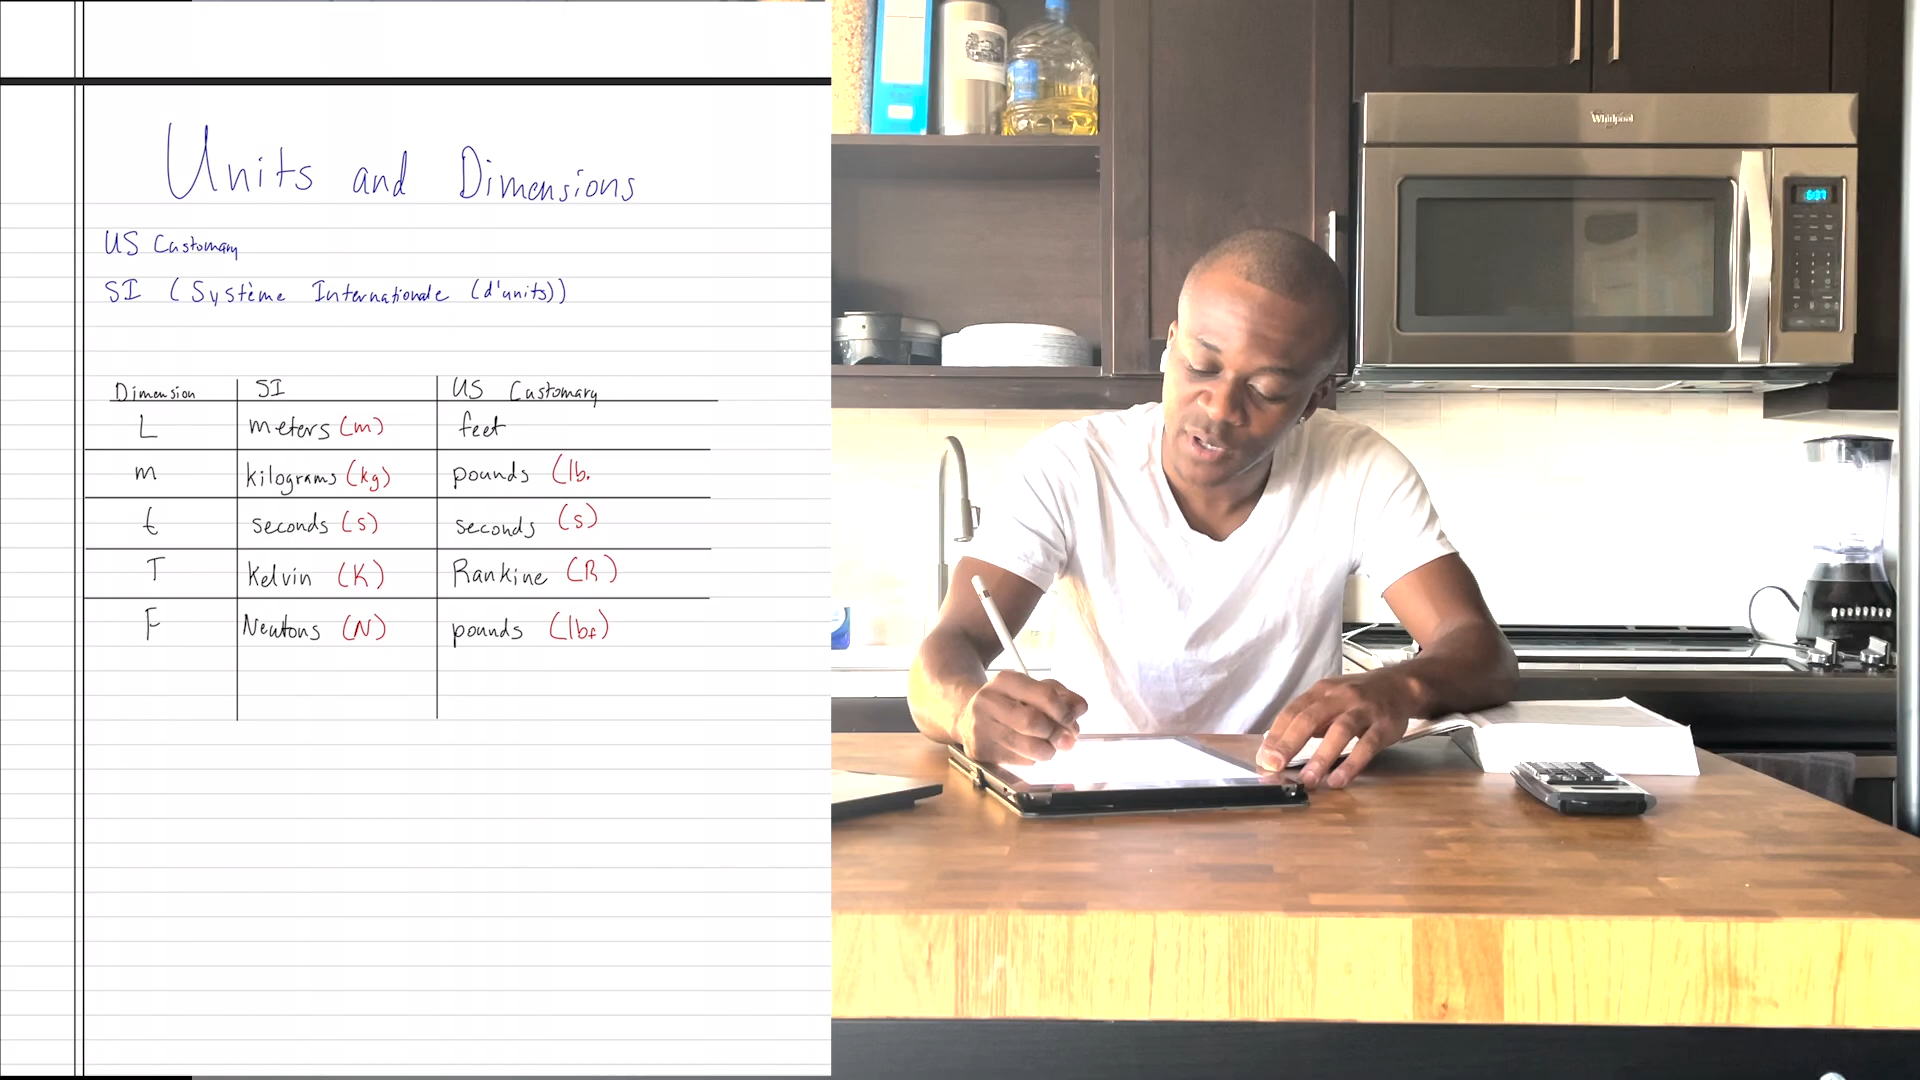 Units and Dimensions
US Customary
SI (Système Internationale (d'units))
Dimension SI US Customary
L meters (m) feet
m kilograms (kg) pounds (lb.
t seconds (s) seconds (s)
T Kelvin (K) Rankine (R)
F Newtons (N) pounds (lbf)
Whirlpool